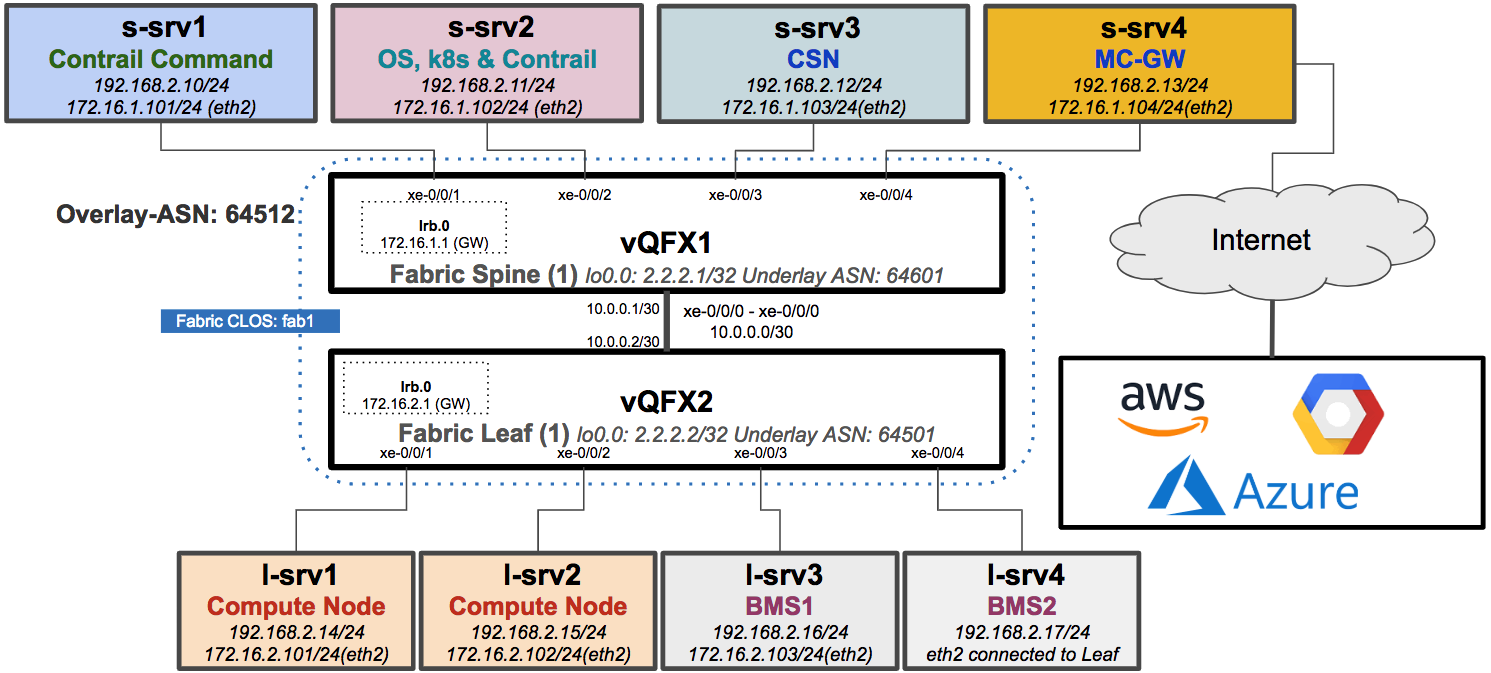 s-srv1
Contrail Command
192.168.2.10/24
172.16.1.101/24 (eth2)
s-srv2
OS, k8s & Contrail
192.168.2.11/24
172.16.1.102/24 (eth2)
s-srv3
CSN
192.168.2.12/24
172.16.1.103/24(eth2)
s-srv4
MC-GW
192.168.2.13/24
172.16.1.104/24(eth2)
Overlay-ASN: 64512
xe-0/0/1
xe-0/0/2
xe-0/0/3
xe-0/0/4
Irb.0
172.16.1.1 (GW)
vQFX1
Fabric Spine (1) lo0.0: 2.2.2.1/32 Underlay ASN: 64601
Internet
Fabric CLOS: fab1
10.0.0.1/30
10.0.0.2/30
xe-0/0/0 - xe-0/0/0
10.0.0.0/30
Irb.0
172.16.2.1 (GW)
vQFX2
Fabric Leaf (1) lo0.0: 2.2.2.2/32 Underlay ASN: 64501
xe-0/0/1
xe-0/0/2
xe-0/0/3
xe-0/0/4
aws
Azure
l-srv1
Compute Node
192.168.2.14/24
172.16.2.101/24(eth2)
l-srv2
Compute Node
192.168.2.15/24
172.16.2.102/24(eth2)
l-srv3
BMS1
192.168.2.16/24
172.16.2.103/24(eth2)
l-srv4
BMS2
192.168.2.17/24
eth2 connected to Leaf